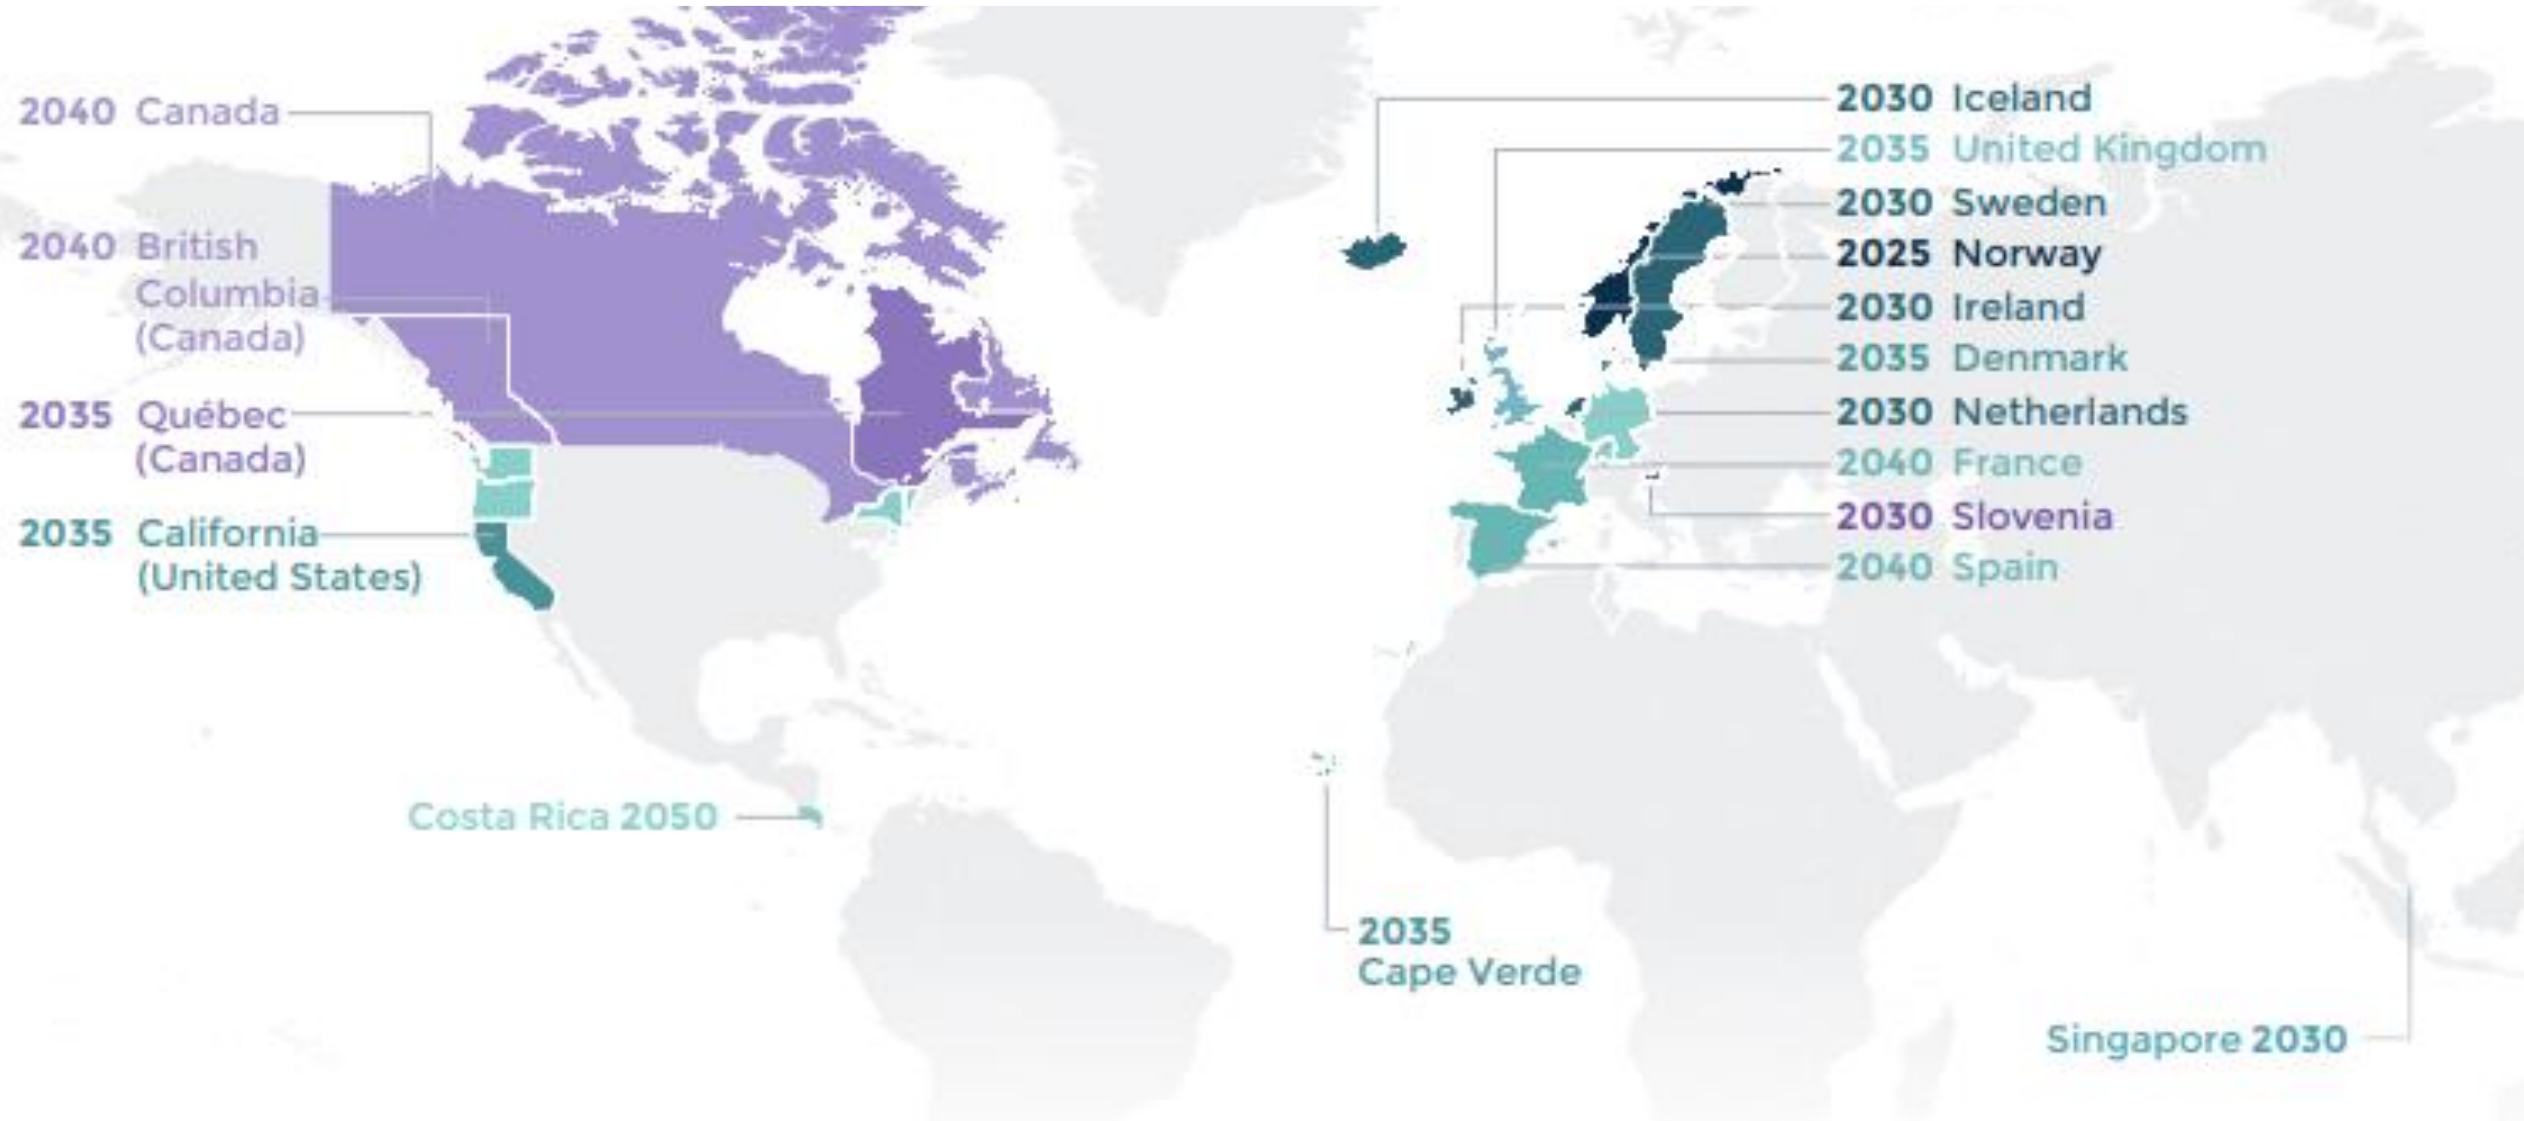 2040 Canada
2040 British
Columbia
(Canada)
2035 Québec
(Canada)
2035 California
(United States)
Costa Rica 2050
2030 Iceland
2035 United Kingdom
2030 Sweden
2025 Norway
2030 Ireland
2035 Denmark
2030 Netherlands
2040 France
2030 Slovenia
2040 Spain
2035
Cape Verde
Singapore 2030